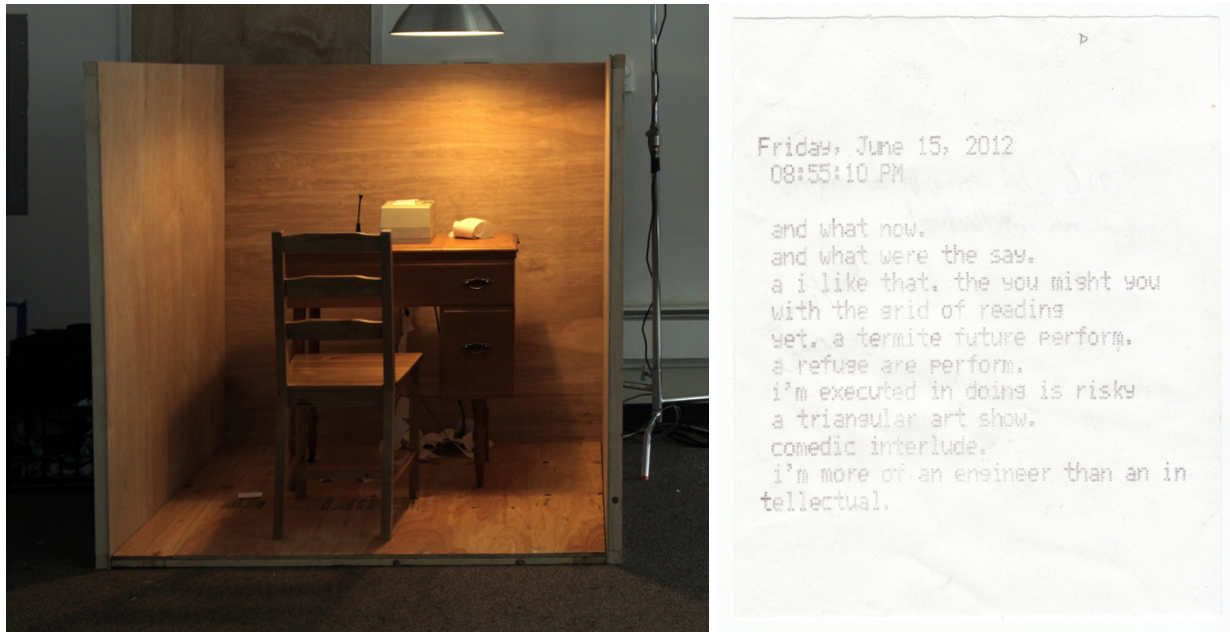 D
Friday, June 15, 2012
08:55:10 PM
and what now.
and what were the say.
a i like that. the you might you
with the grid of reading
yet. a termite future perform.
a refuge are perform.
i'm executed in doing is risky
a triangular art show.
comedic interlude.
i'm more of an engineer than an in
tellectual.